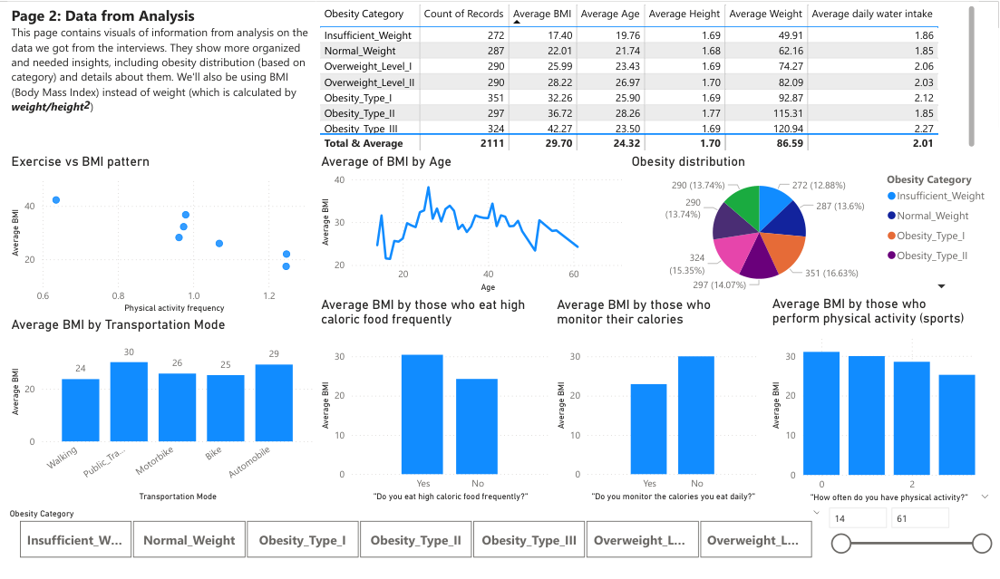 Page 2: Data from Analysis
This page contains visuals of information from analysis on the
data we got from the interviews. They show more organized
and needed insights, including obesity distribution (based on
category) and details about them. We'll also be using BMI
(Body Mass Index) instead of weight (which is calculated by
weight/height²)
Obesity Category Count of Records Average BMI Average Age Average Height Average Weight Average daily water intake
Insufficient_Weight 272 17.40 19.76 1.69 49.91 1.86
Normal_Weight 287 22.01 21.74 1.68 62.16 1.85
Overweight_Level_I 290 25.99 23.43 1.69 74.27 2.06
Overweight_Level_II 290 28.22 26.97 1.70 82.09 2.03
Obesity_Type_I 351 32.26 25.90 1.69 92.87 2.12
Obesity_Type_II 297 36.72 28.26 1.77 115.31 1.85
Obesity_Type_III 324 42.27 23.50 1.69 120.94 2.27
Total & Average 2111 29.70 24.32 1.70 86.59 2.01
Exercise vs BMI pattern
Average BMI
40
20
0.6 0.8 1.0 1.2
Physical activity frequency
Average of BMI by Age
Average BMI
40
30
20
20 40 60
Age
Obesity distribution
290 (13.74%)
272 (12.88%)
290
(13.74%)
287 (13.6%)
324
(15.35%)
351 (16.63%)
297 (14.07%)
Obesity Category
Insufficient_Weight
Normal_Weight
Obesity_Type_I
Obesity_Type_II
Average BMI by Transportation Mode
Average BMI
20
0
24 30 26 25 29
Walking
Public_Tra...
Motorbike
Bike
Automobile
Transportation Mode
Average BMI by those who eat high
caloric food frequently
Average BMI
30
20
10
0
Yes No
"Do you eat high caloric food frequently?"
Average BMI by those who
monitor their calories
Average BMI
30
20
10
0
Yes No
"Do you monitor the calories you eat daily?"
Average BMI by those who
perform physical activity (sports)
Average BMI
30
20
10
0
0 2
"How often do you have physical activity?"
Obesity Category
Insufficient_W... Normal_Weight Obesity_Type_I Obesity_Type_II Obesity_Type_III Overweight_L... Overweight_L...
14 61